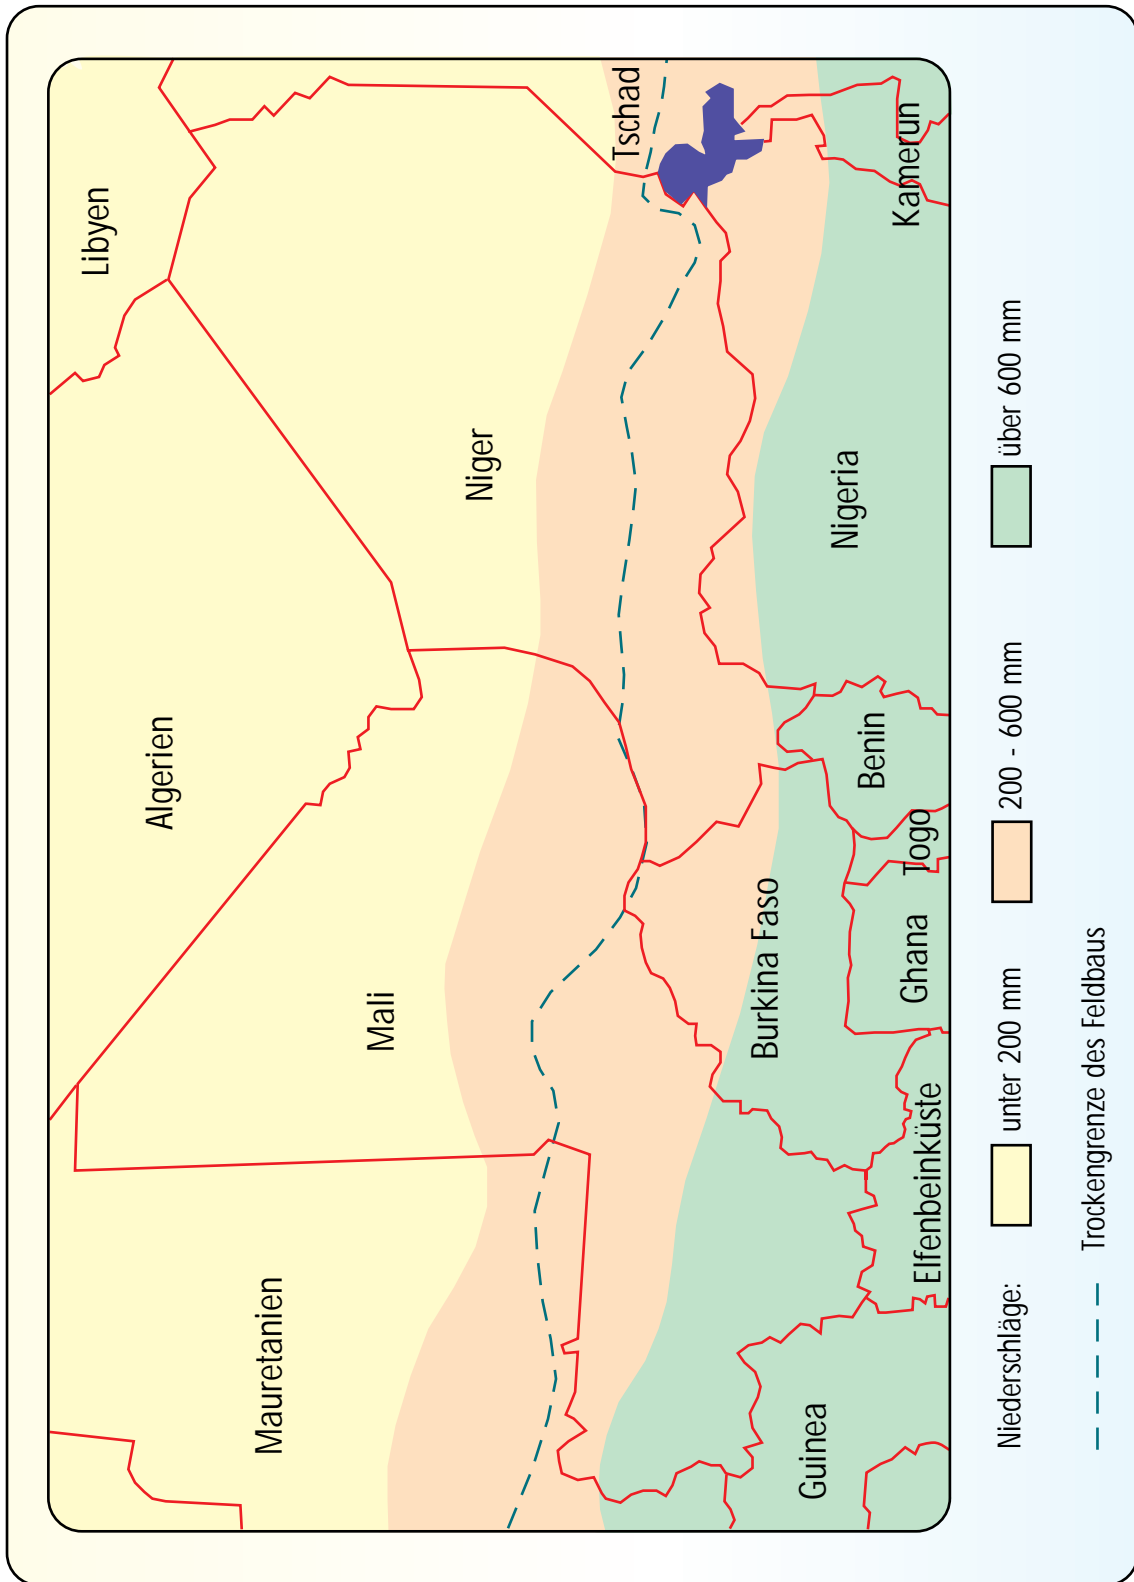 Libyen
Algerien
Mauretanien
Mali
Niger
Tschad
Burkina Faso
Nigeria
Guinea
Benin
Kamerun
Ghana
Togo
Elfenbeinküste
Niederschläge: unter 200 mm 200 - 600 mm über 600 mm
Trockengrenze des Feldbaus